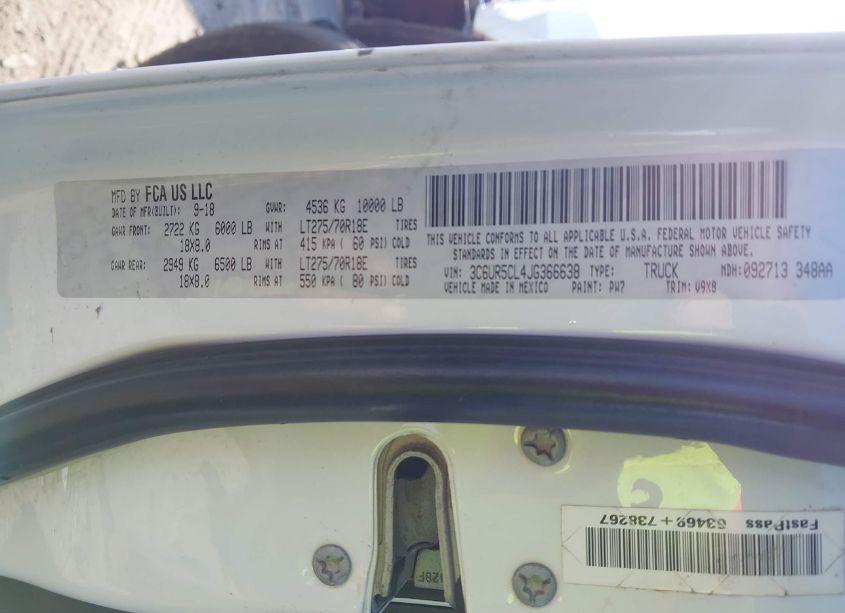 MFD BY FCA US LLC
DATE OF MFR(BUILT): 9-18 GVWR: 4536 KG 10000 LB
GAWR FRONT: 2722 KG 6000 LB WITH LT275/70R18E TIRES
18X8.0 RIMS AT 415 KPA ( 60 PSI) COLD
GAWR REAR: 2949 KG 6500 LB WITH LT275/70R18E TIRES
18X8.0 RIMS AT 550 KPA ( 80 PSI) COLD
THIS VEHICLE CONFORMS TO ALL APPLICABLE U.S.A. FEDERAL MOTOR VEHICLE SAFETY
STANDARDS IN EFFECT ON THE DATE OF MANUFACTURE SHOWN ABOVE.
VIN: 3C6UR5CL4JG366638 TYPE: TRUCK MDH: 092713 348AA
VEHICLE MADE IN MEXICO PAINT: PW7 TRIM: V9X8
FastPass 63469+738267